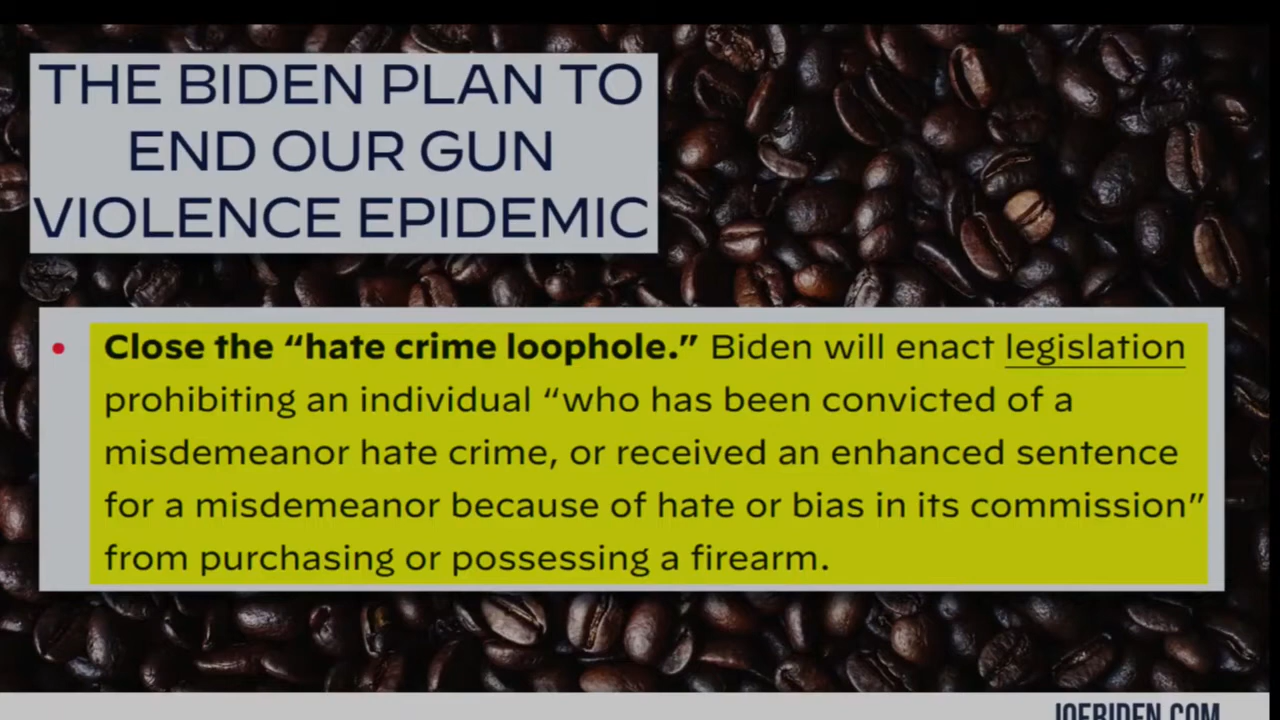 THE BIDEN PLAN TO
END OUR GUN
VIOLENCE EPIDEMIC
• Close the “hate crime loophole.” Biden will enact legislation
prohibiting an individual “who has been convicted of a
misdemeanor hate crime, or received an enhanced sentence
for a misdemeanor because of hate or bias in its commission”
from purchasing or possessing a firearm.
JOEBIDEN.COM